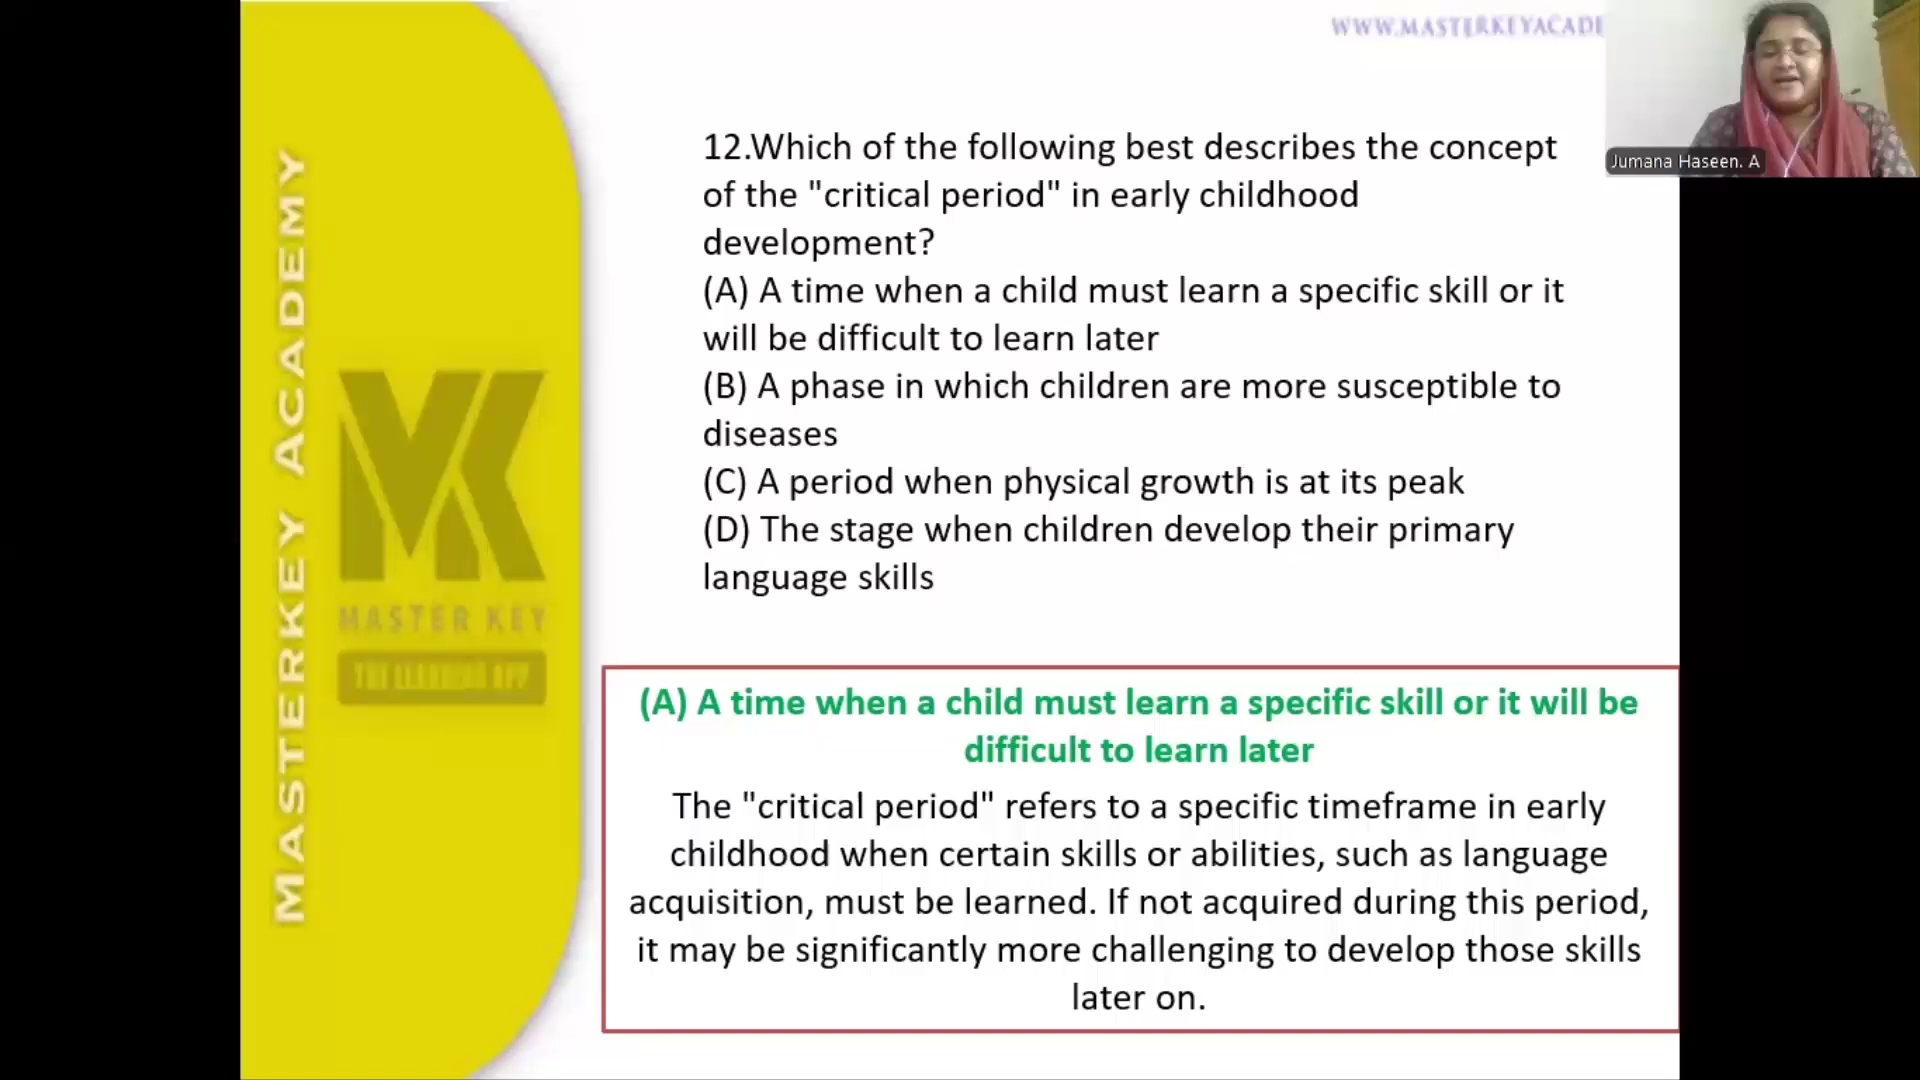 WWW.MASTERKEYACADE
Jumana Haseen. A
MASTERKEY ACADEMY
MASTER KEY
THE LEARNING APP
12.Which of the following best describes the concept
of the "critical period" in early childhood
development?
(A) A time when a child must learn a specific skill or it
will be difficult to learn later
(B) A phase in which children are more susceptible to
diseases
(C) A period when physical growth is at its peak
(D) The stage when children develop their primary
language skills
(A) A time when a child must learn a specific skill or it will be
difficult to learn later
The "critical period" refers to a specific timeframe in early
childhood when certain skills or abilities, such as language
acquisition, must be learned. If not acquired during this period,
it may be significantly more challenging to develop those skills
later on.